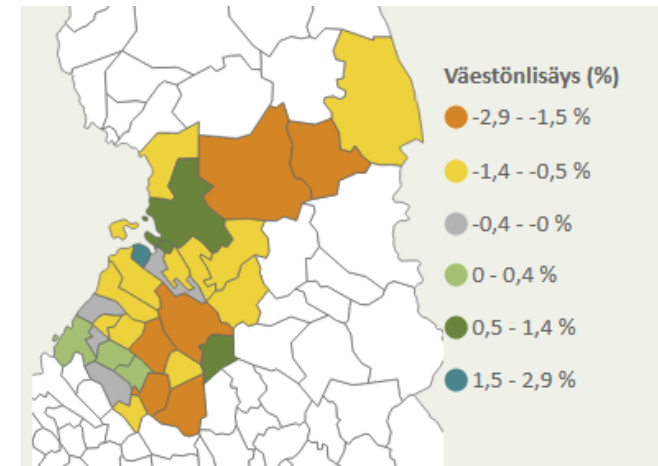 Väestönlisäys (%)
-2,9 - -1,5 %
-1,4 - -0,5 %
-0,4 - -0 %
0 - 0,4 %
0,5 - 1,4 %
1,5 - 2,9 %